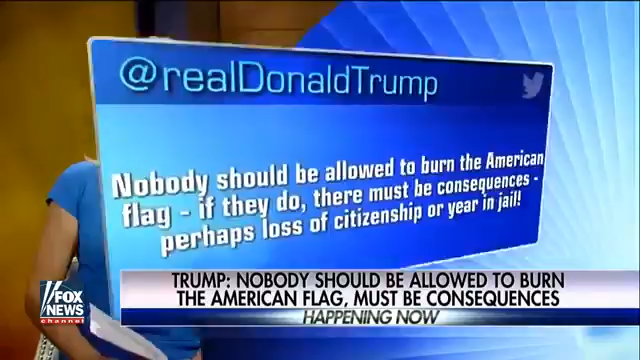 @realDonaldTrump
Nobody should be allowed to burn the American
flag - if they do, there must be consequences -
perhaps loss of citizenship or year in jail!
TRUMP: NOBODY SHOULD BE ALLOWED TO BURN
THE AMERICAN FLAG, MUST BE CONSEQUENCES
HAPPENING NOW
FOX
NEWS
channel